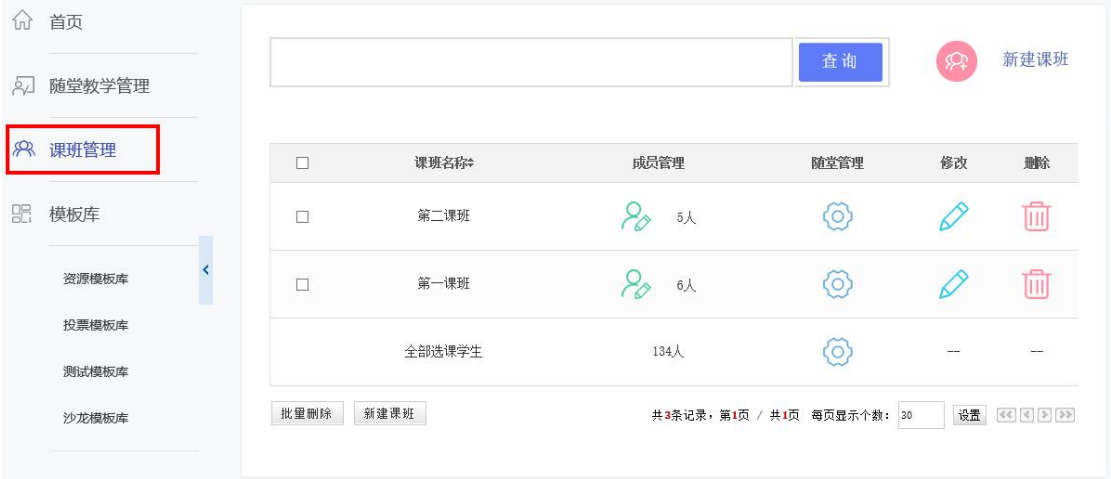 首页
随堂教学管理
课班管理
模板库
资源模板库
投票模板库
测试模板库
沙龙模板库
查询
新建课班
课班名称 成员管理 随堂管理 修改 删除
第二课班 5人
第一课班 6人
全部选课学生 134人 -- --
批量删除 新建课班 共3条记录，第1页 / 共1页 每页显示个数： 30 设置